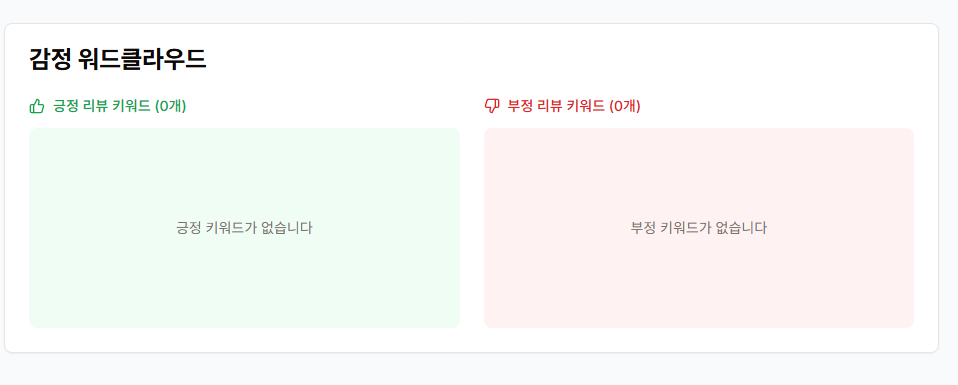 감정 워드클라우드
긍정 리뷰 키워드 (0개)
부정 리뷰 키워드 (0개)
긍정 키워드가 없습니다
부정 키워드가 없습니다